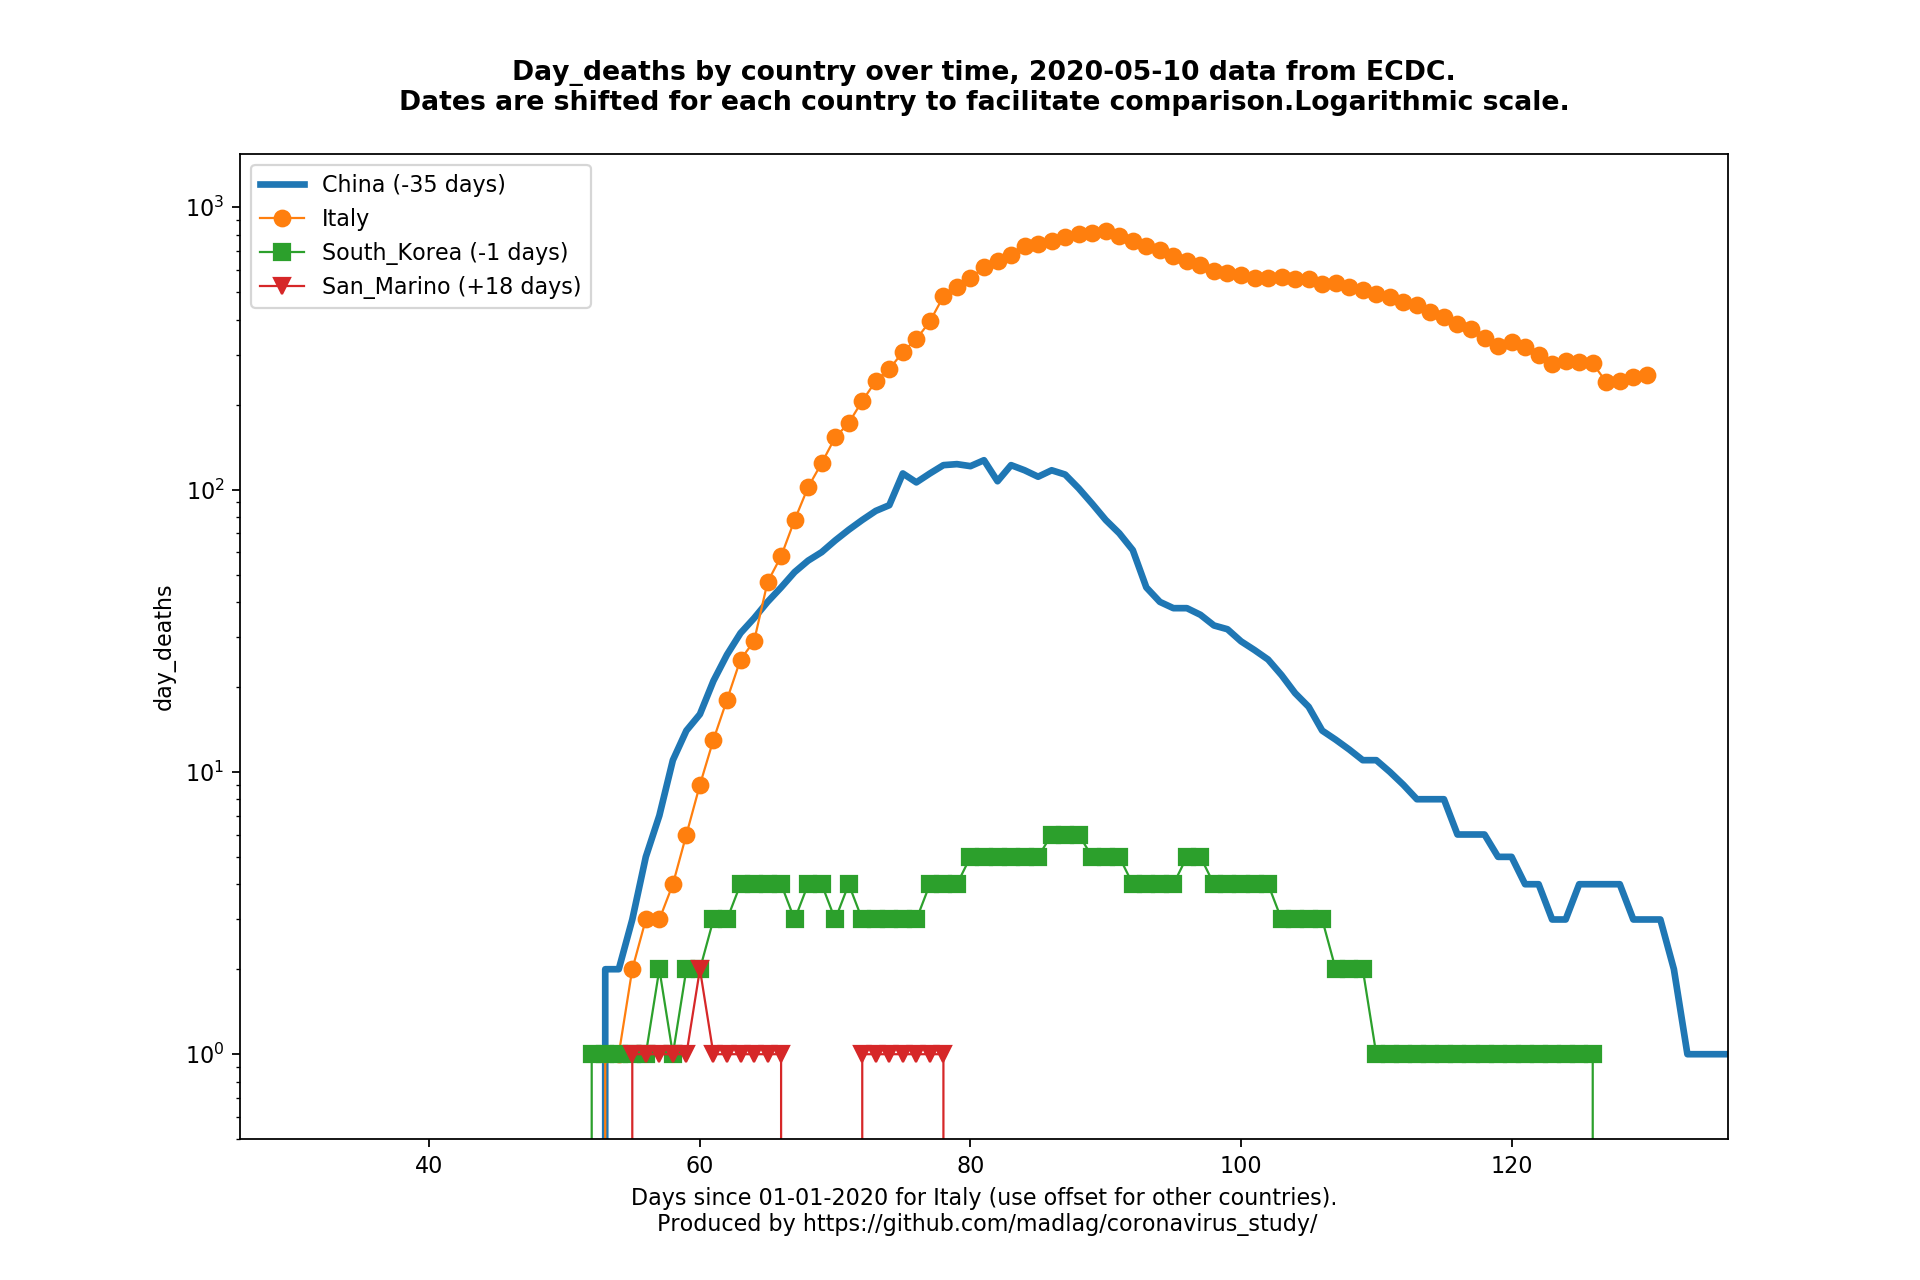 Day_deaths by country over time, 2020-05-10 data from ECDC.
Dates are shifted for each country to facilitate comparison.Logarithmic scale.
China (-35 days)
Italy
South_Korea (-1 days)
San_Marino (+18 days)
10³
10²
10¹
10⁰
day_deaths
40 60 80 100 120
Days since 01-01-2020 for Italy (use offset for other countries).
Produced by https://github.com/madlag/coronavirus_study/